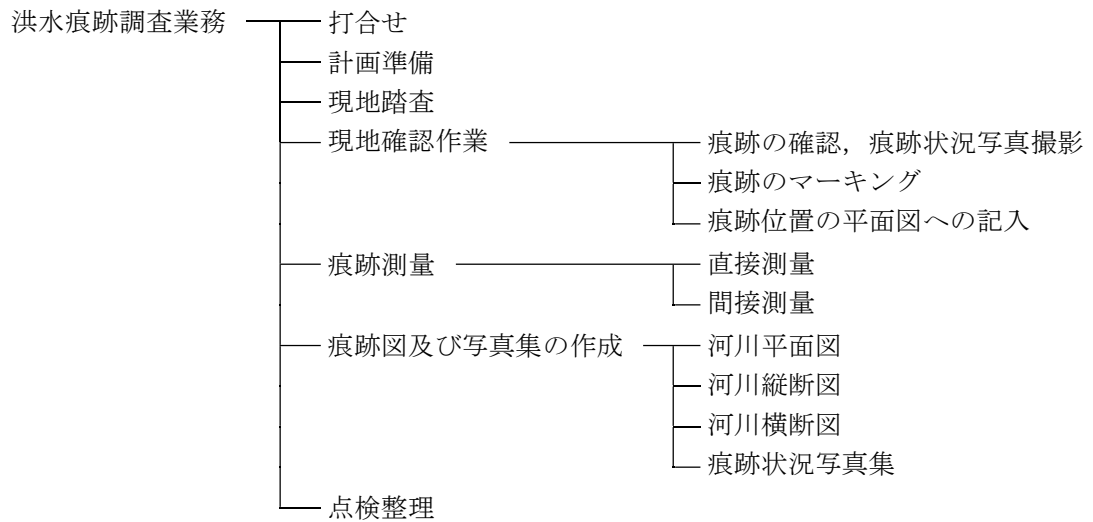 洪水痕跡調査業務 打合せ
計画準備
現地踏査
現地確認作業 痕跡の確認,痕跡状況写真撮影
痕跡のマーキング
痕跡位置の平面図への記入
痕跡測量 直接測量
間接測量
痕跡図及び写真集の作成 河川平面図
河川縦断図
河川横断図
痕跡状況写真集
点検整理